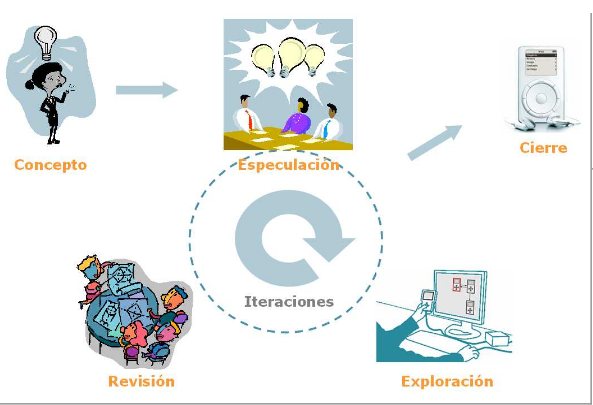 Concepto
Especulación
Cierre
Iteraciones
Revisión
Exploración